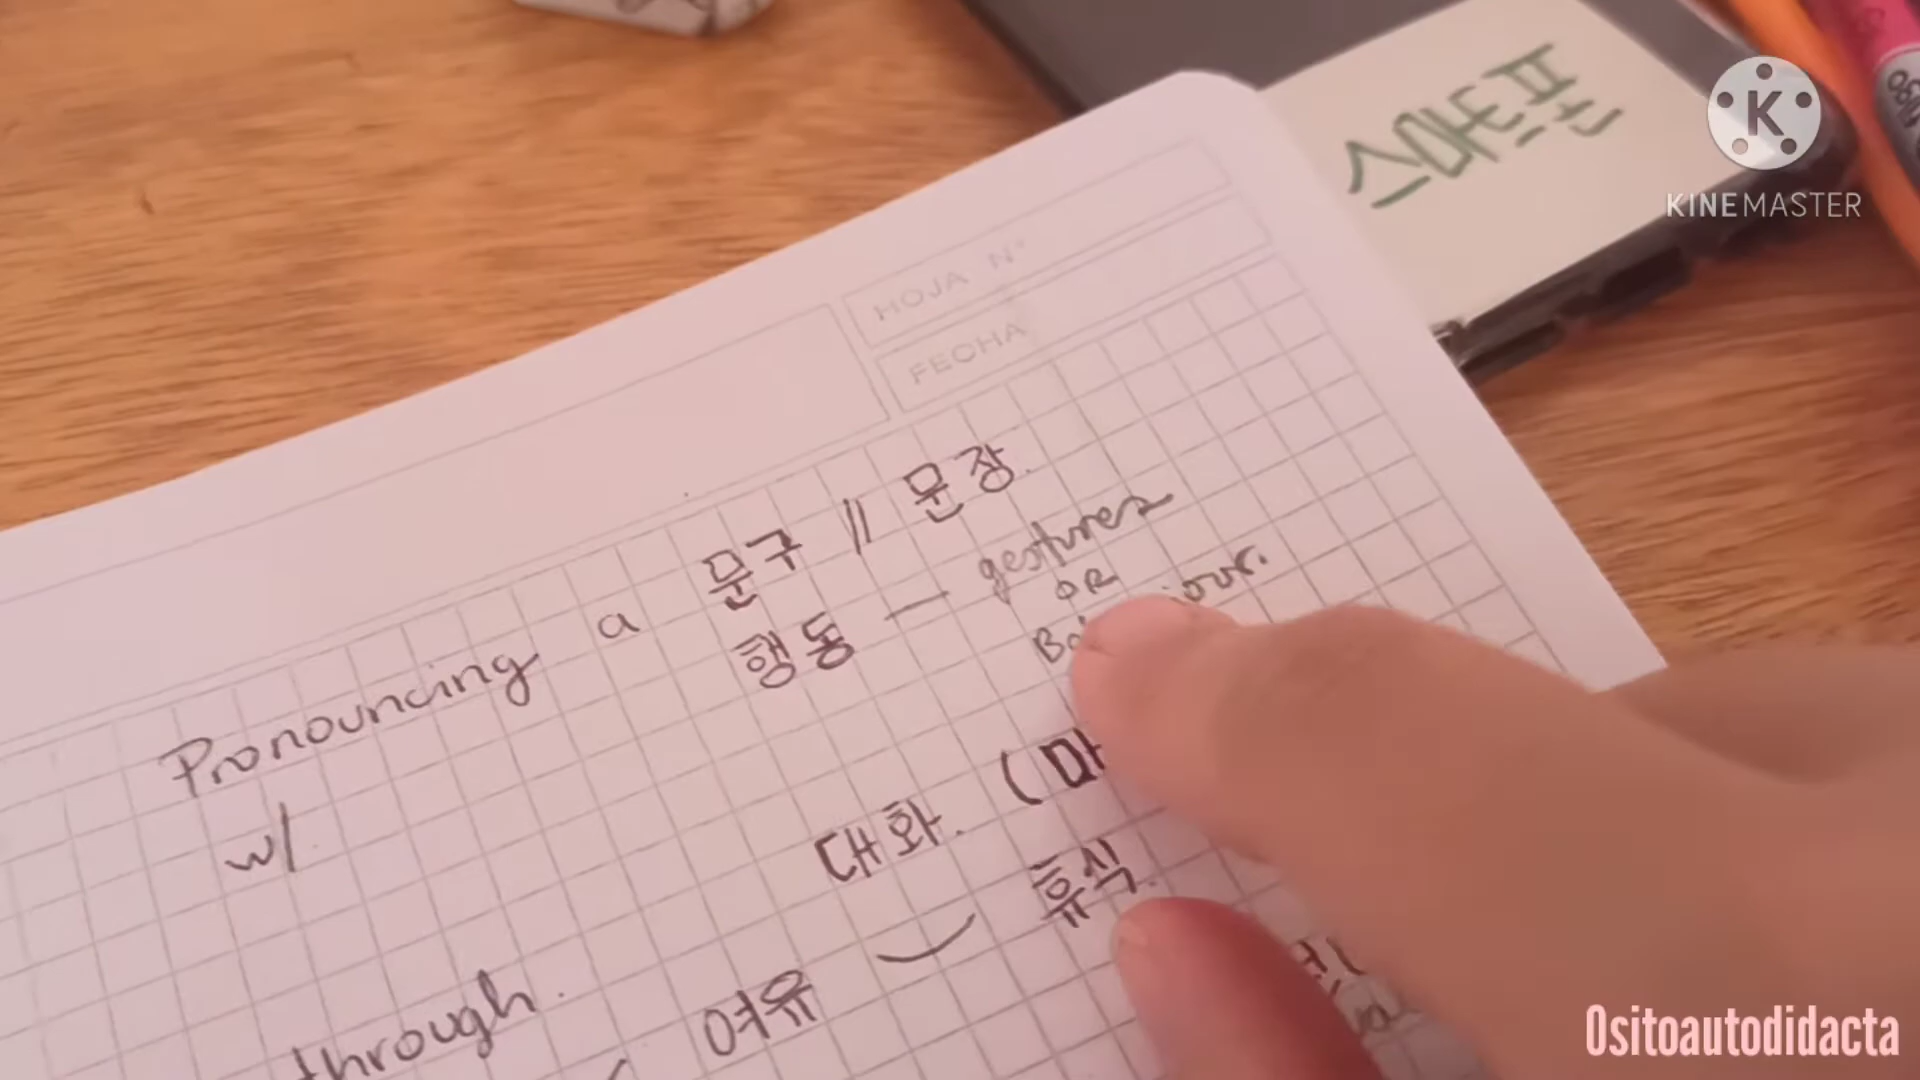 스마트폰
K
KINEMASTER
HOJA N°
FECHA
Pronouncing a 문구 // 문장.
w/ 행동 — gestures
OR
대화. (마
through. 여유 휴식.
Ositoautodidacta